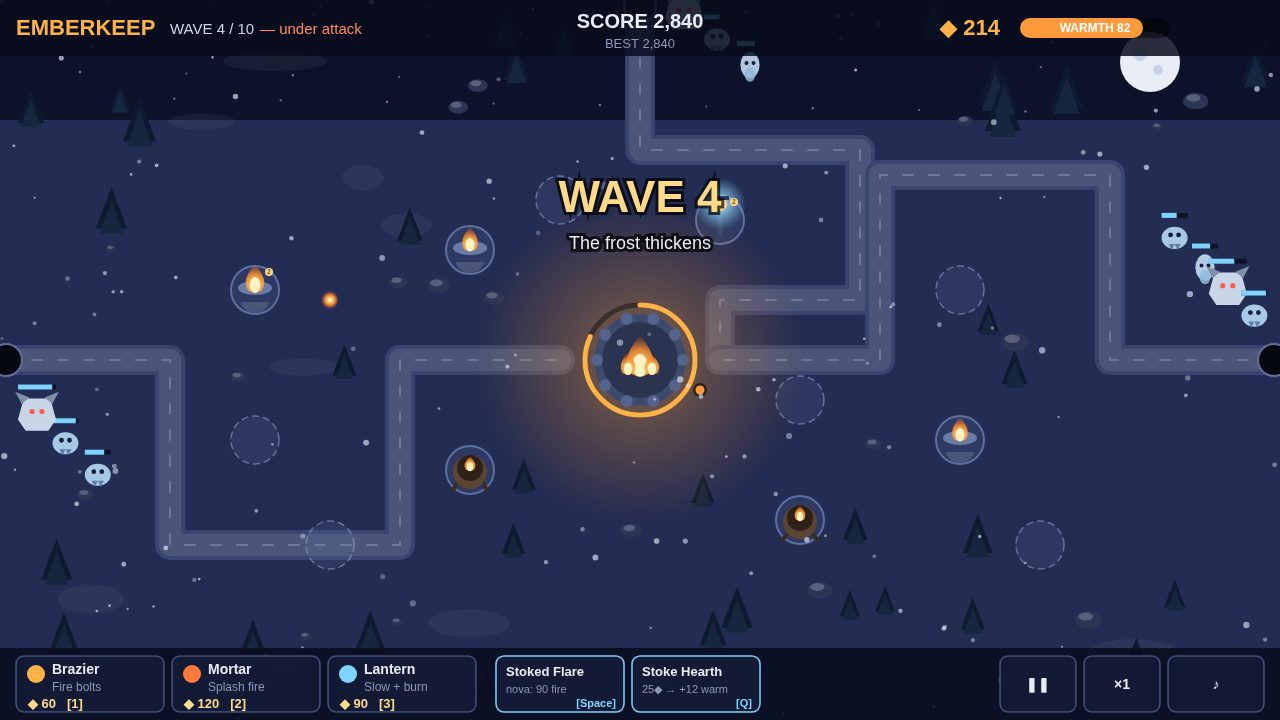 EMBERKEEP
WAVE 4 / 10 — under attack
SCORE 2,840
BEST 2,840
◆ 214
WARMTH 82
WAVE 4
The frost thickens
2
2
Brazier
Fire bolts
◆ 60 [1]
Mortar
Splash fire
◆ 120 [2]
Lantern
Slow + burn
◆ 90 [3]
Stoked Flare
nova: 90 fire
[Space]
Stoke Hearth
25◆ → +12 warm
[Q]
❚❚
×1
♪